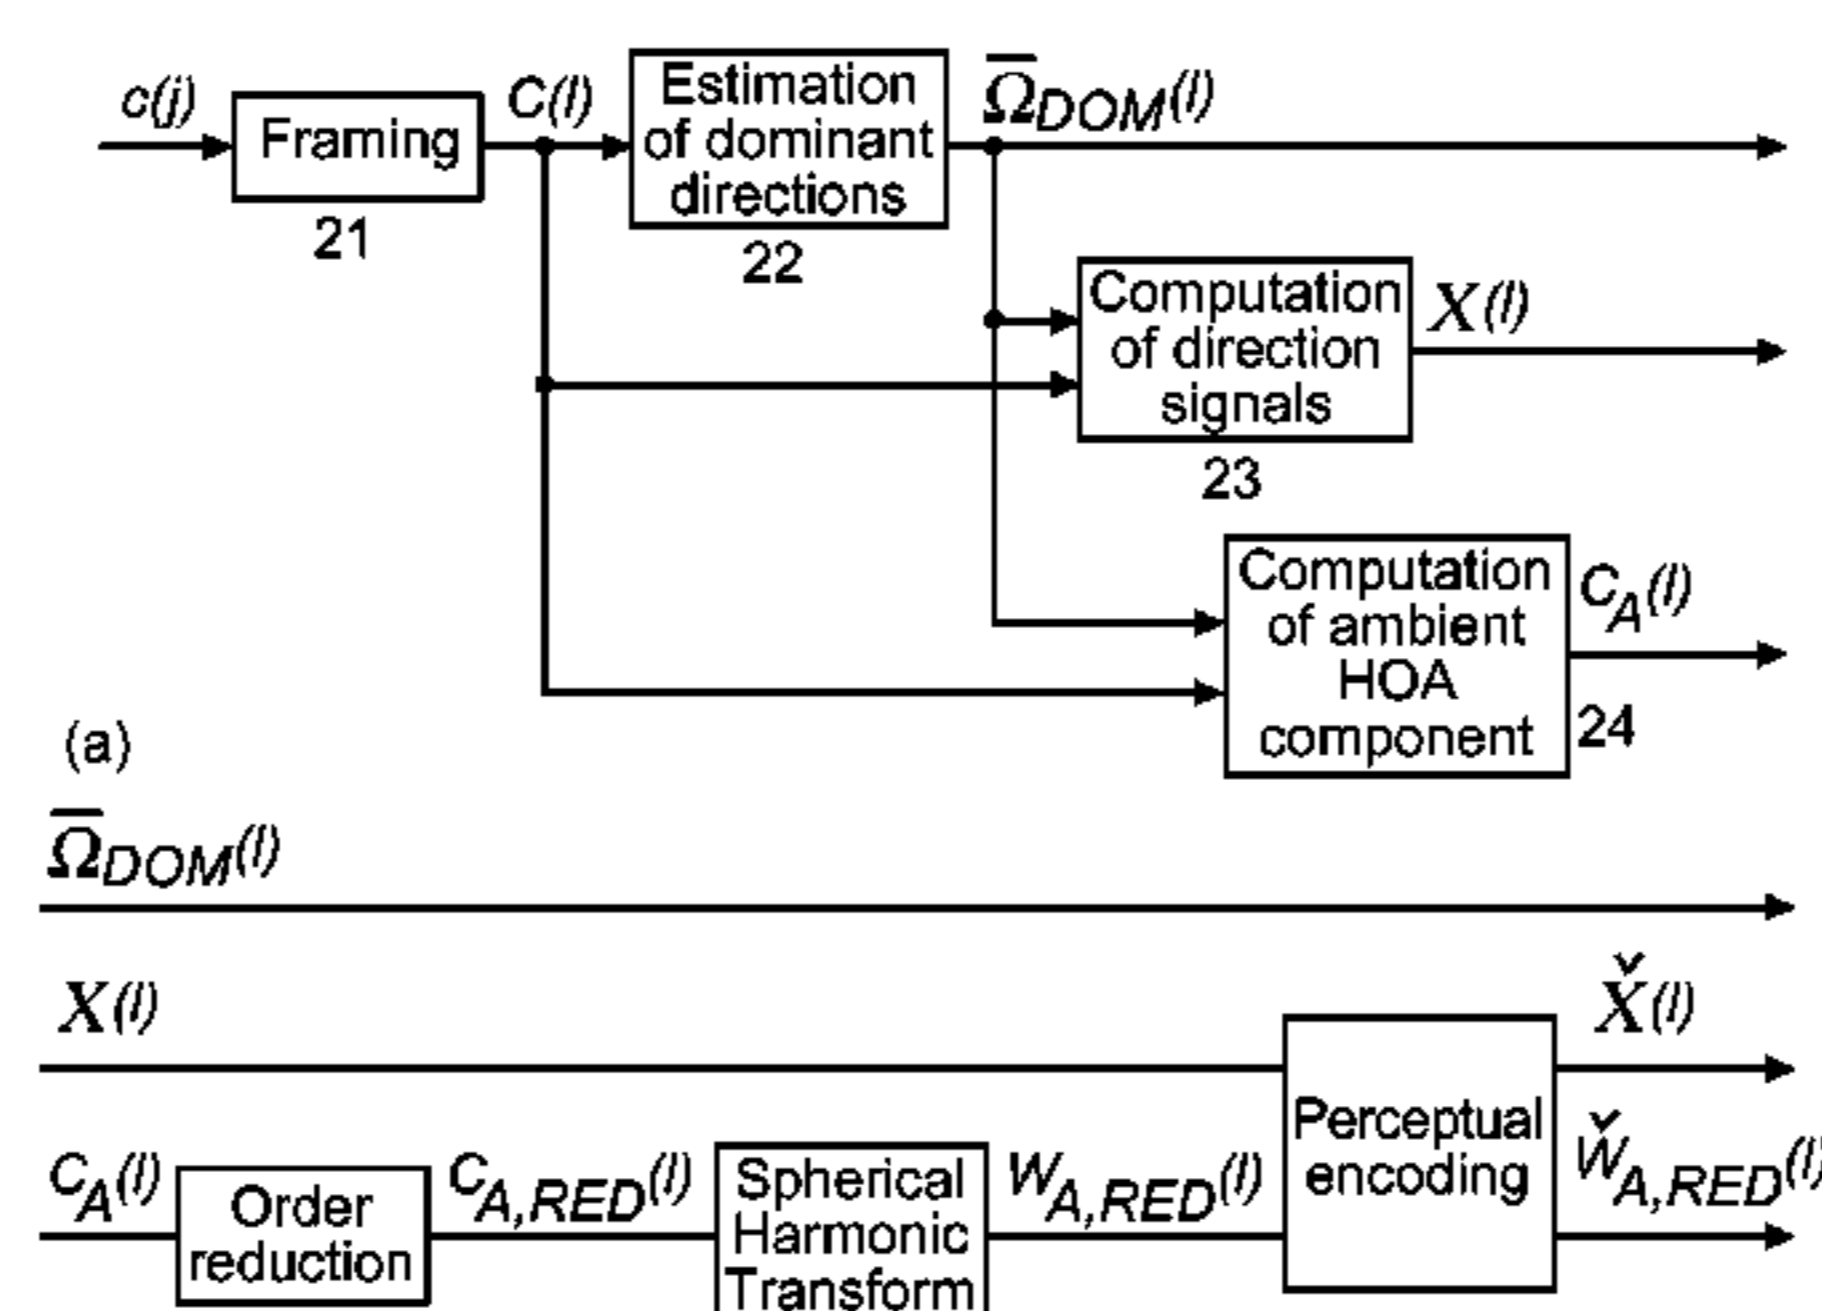 c(j)
Framing
21
C(l)
Estimation
of dominant
directions
22
Ω̅DOM(l)
Computation
of direction
signals
23
X(l)
Computation
of ambient
HOA
component
24
CA(l)
(a)
Ω̅DOM(l)
X(l)
X̌(l)
CA(l)
Order
reduction
CA,RED(l)
Spherical
Harmonic
Transform
WA,RED(l)
Perceptual
encoding
W̌A,RED(l)